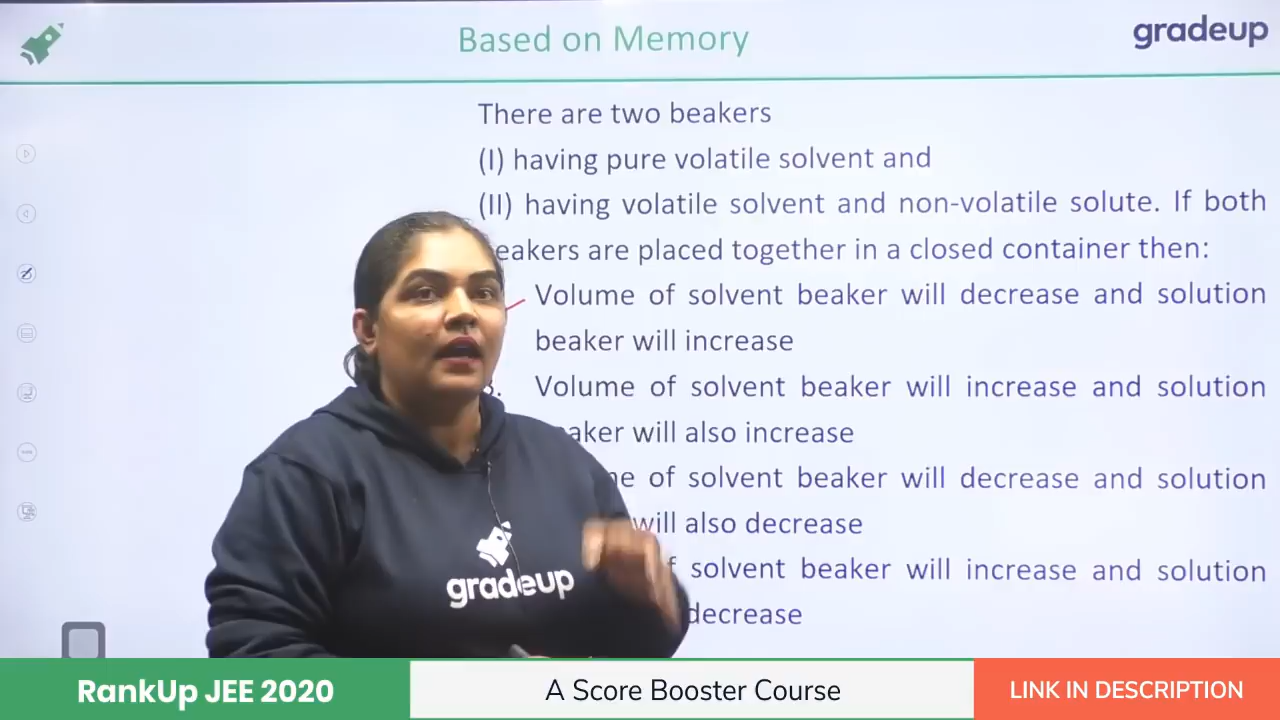 Based on Memory
gradeup
There are two beakers
(I) having pure volatile solvent and
(II) having volatile solvent and non-volatile solute. If both
eakers are placed together in a closed container then:
Volume of solvent beaker will decrease and solution
beaker will increase
Volume of solvent beaker will increase and solution
aker will also increase
of solvent beaker will decrease and solution
will also decrease
solvent beaker will increase and solution
decrease
gradeup
RankUp JEE 2020
A Score Booster Course
LINK IN DESCRIPTION